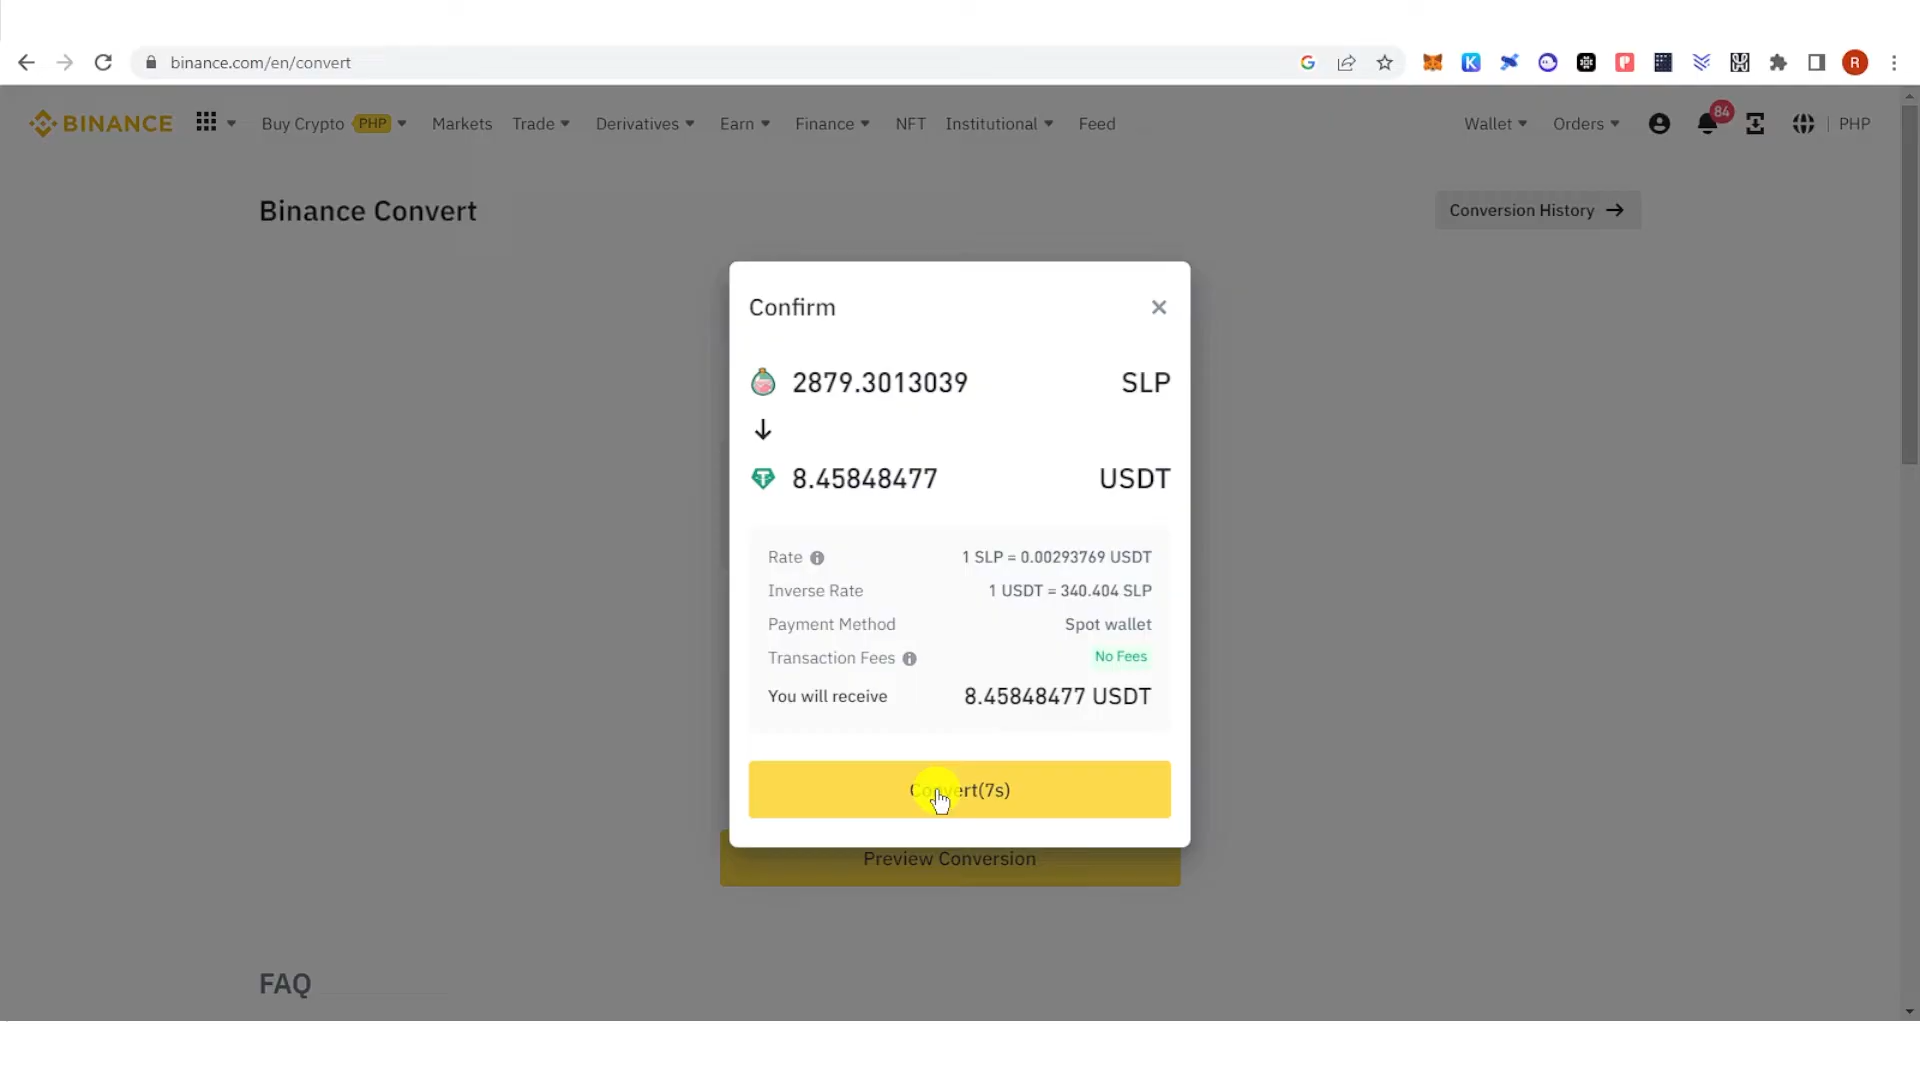 binance.com/en/convert
R
BINANCE
Buy Crypto PHP
Markets
Trade
Derivatives
Earn
Finance
NFT
Institutional
Feed
Wallet
Orders
84
PHP
Binance Convert
Conversion History →
Confirm
2879.3013039 SLP
8.45848477 USDT
Rate 1 SLP = 0.00293769 USDT
Inverse Rate 1 USDT = 340.404 SLP
Payment Method Spot wallet
Transaction Fees No Fees
You will receive 8.45848477 USDT
Convert(7s)
Preview Conversion
FAQ